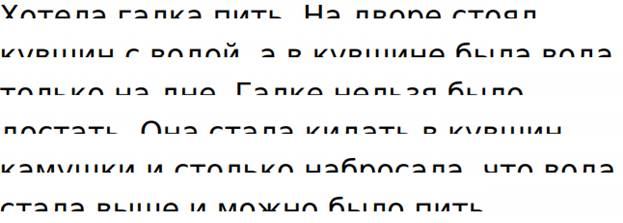 Хотела галка пить. На дворе стоял
кувшин с водой, а в кувшине была вода
только на дне. Галке нельзя было
достать. Она стала кидать в кувшин
камушки и столько набросала, что вода
стала выше и можно было пить.